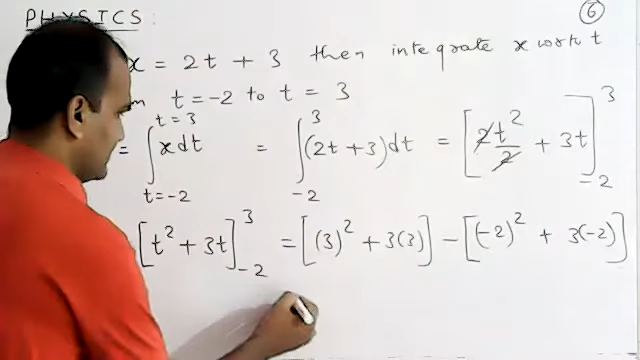 PHYSICS :
6
x = 2t + 3 then integrate x w.r.t t
t = -2 to t = 3
= ∫_{t=-2}^{t=3} x dt = ∫_{-2}^{3} (2t + 3) dt = [2t²/2 + 3t]_{-2}^{3}
[t² + 3t]_{-2}^{3} = [(3)² + 3(3)] - [(-2)² + 3(-2)]